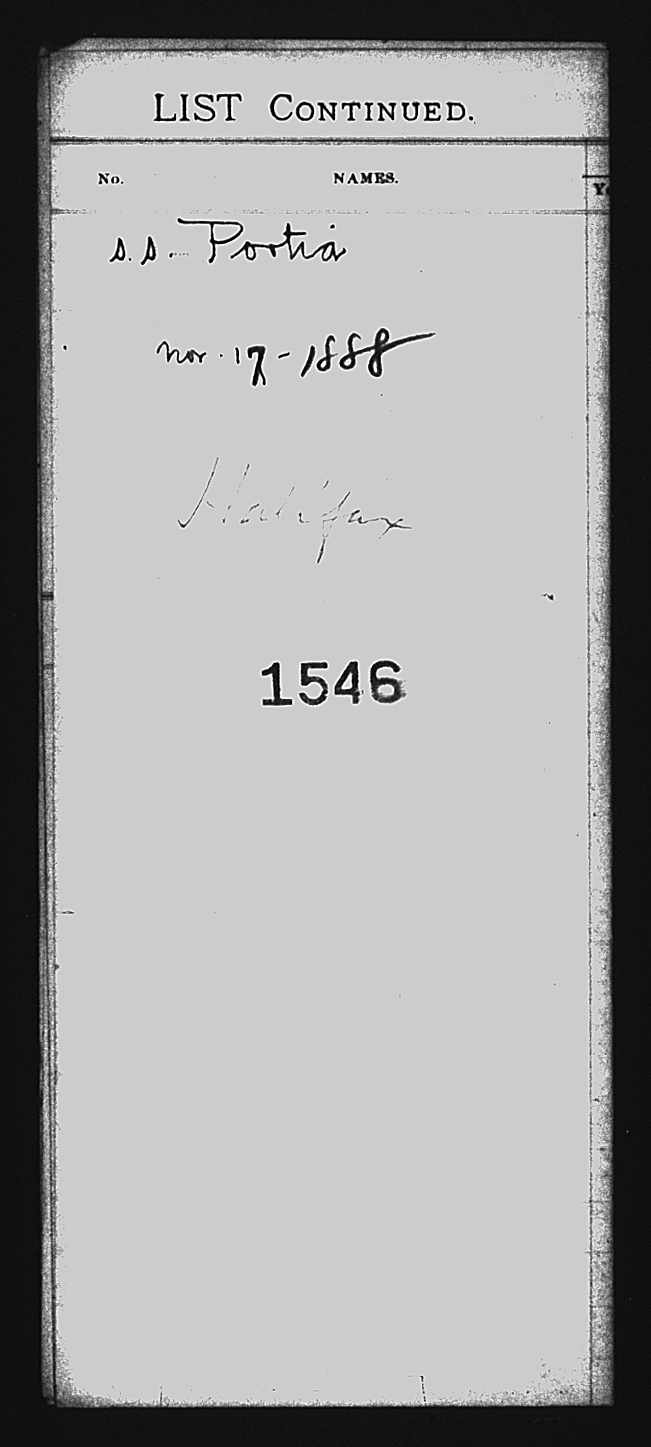 LIST CONTINUED.
No. NAMES. Y
s.s. Portia
Nov. 17 - 1888
Halifax
1546